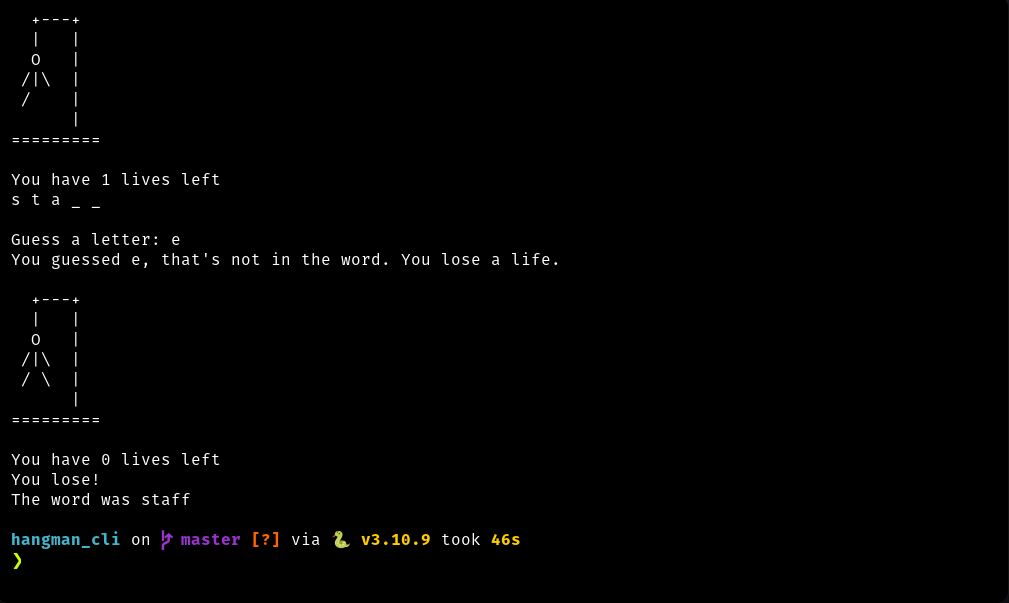 +---+
  |   |
  O   |
 /|\  |
 /    |
      |
=========

You have 1 lives left
s t a _ _

Guess a letter: e
You guessed e, that's not in the word. You lose a life.

  +---+
  |   |
  O   |
 /|\  |
 / \  |
      |
=========

You have 0 lives left
You lose!
The word was staff

hangman_cli on master [?] via 🐍 v3.10.9 took 46s
❯